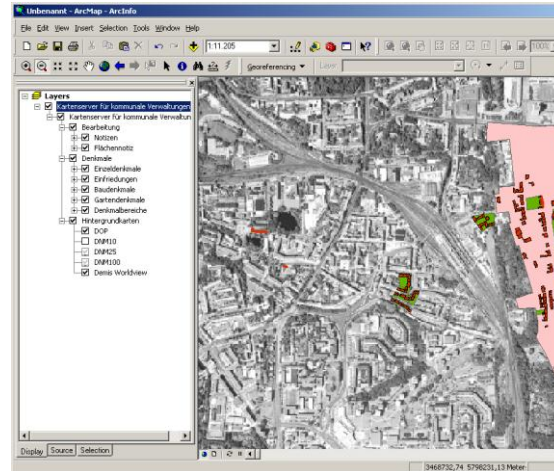 Unbenannt - ArcMap - ArcInfo
File Edit View Insert Selection Tools Window Help
1:11.205
100%
Georeferencing Layer:
Layers
Kartenserver für kommunale Verwaltungen
Kartenserver für kommunale Verwaltun
Bearbeitung
Notizen
Flächennotiz
Denkmale
Einzeldenkmale
Einfriedungen
Baudenkmale
Gartendenkmale
Denkmalbereiche
Hintergrundkarten
DOP
DNM10
DNM25
DNM100
Demis Worldview
Display Source Selection
3468732,74 5798231,13 Meter